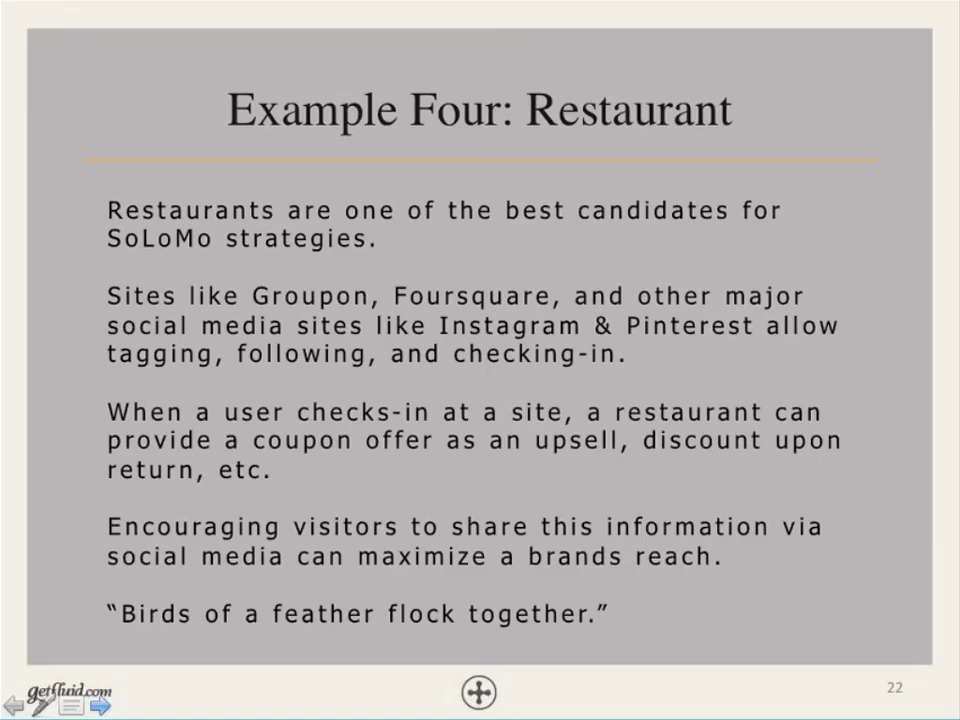 Example Four: Restaurant
Restaurants are one of the best candidates for
SoLoMo strategies.
Sites like Groupon, Foursquare, and other major
social media sites like Instagram & Pinterest allow
tagging, following, and checking-in.
When a user checks-in at a site, a restaurant can
provide a coupon offer as an upsell, discount upon
return, etc.
Encouraging visitors to share this information via
social media can maximize a brands reach.
“Birds of a feather flock together.”
getfluid.com
22